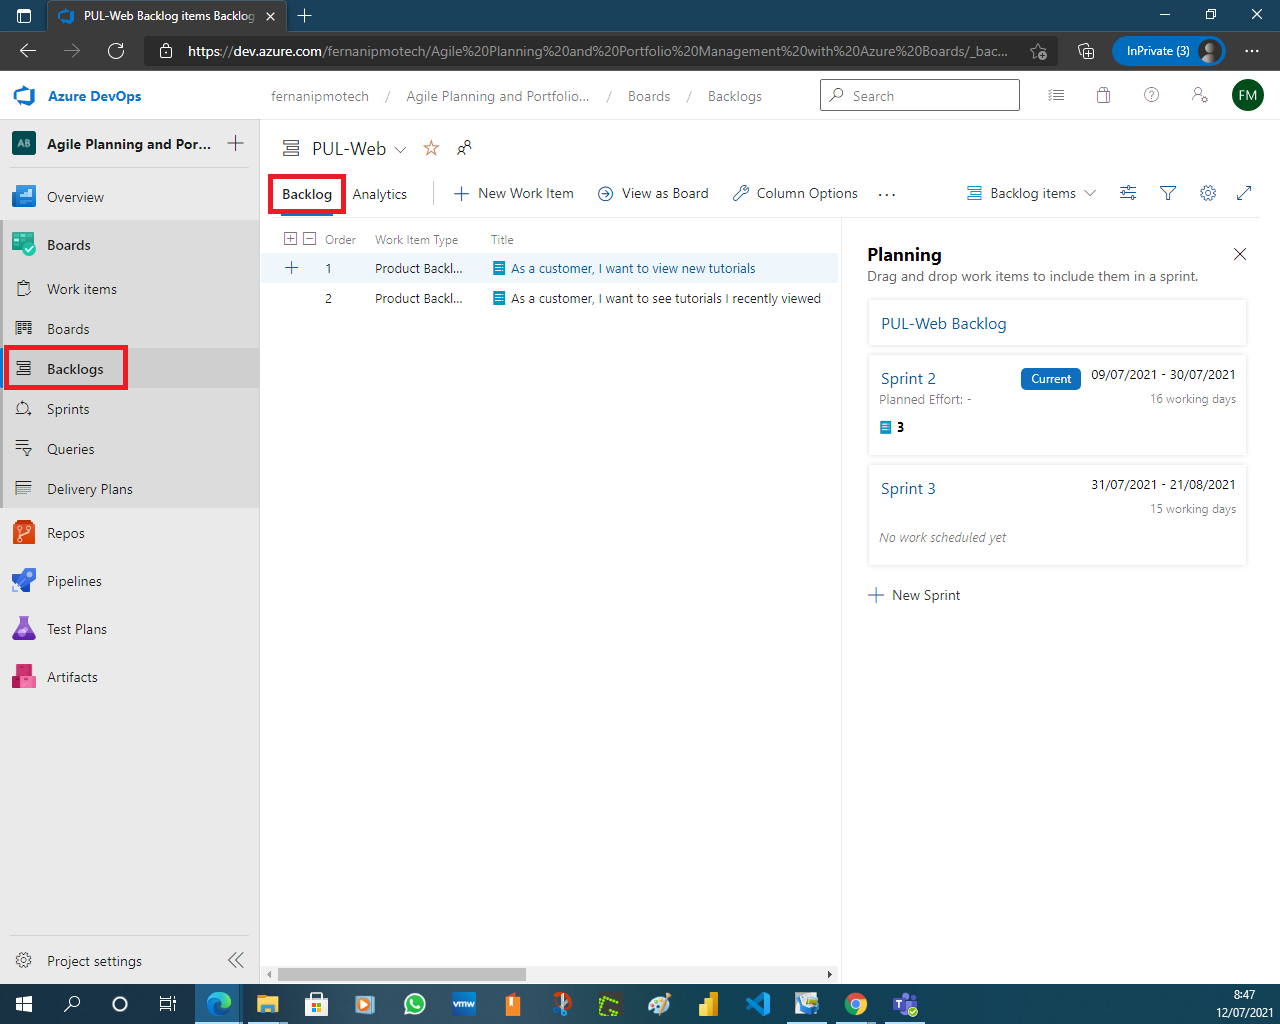 PUL-Web Backlog items Backlog
https://dev.azure.com/fernanipmotech/Agile%20Planning%20and%20Portfolio%20Management%20with%20Azure%20Boards/_bac...
InPrivate (3)
Azure DevOps
fernanipmotech / Agile Planning and Portfolio... / Boards / Backlogs
Search
FM
AB
Agile Planning and Por...
Overview
Boards
Work items
Boards
Backlogs
Sprints
Queries
Delivery Plans
Repos
Pipelines
Test Plans
Artifacts
Project settings
PUL-Web
Backlog
Analytics
New Work Item
View as Board
Column Options
...
Backlog items
Order Work Item Type Title
1 Product Backl... As a customer, I want to view new tutorials
2 Product Backl... As a customer, I want to see tutorials I recently viewed
Planning
Drag and drop work items to include them in a sprint.
PUL-Web Backlog
Sprint 2 Current 09/07/2021 - 30/07/2021
Planned Effort: - 16 working days
3
Sprint 3 31/07/2021 - 21/08/2021
15 working days
No work scheduled yet
New Sprint
vmw
8:47
12/07/2021